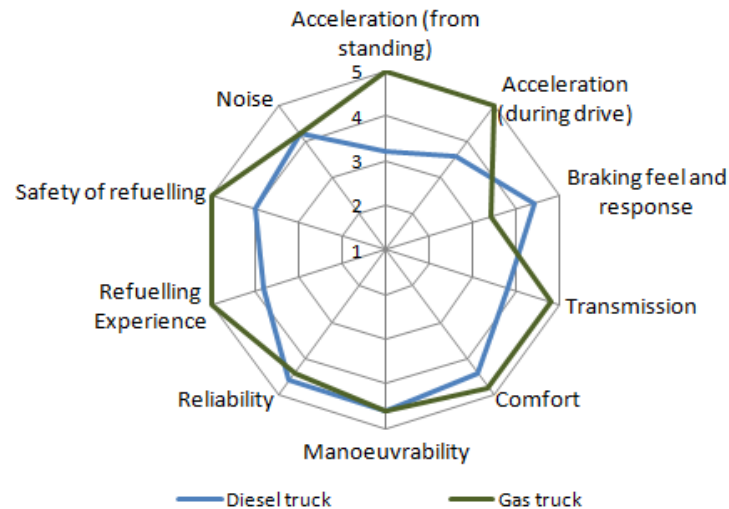 Acceleration (from
standing)
5
4
3
2
1
Acceleration
(during drive)
Braking feel and
response
Transmission
Comfort
Manoeuvrability
Reliability
Refuelling
Experience
Safety of refuelling
Noise
Diesel truck
Gas truck